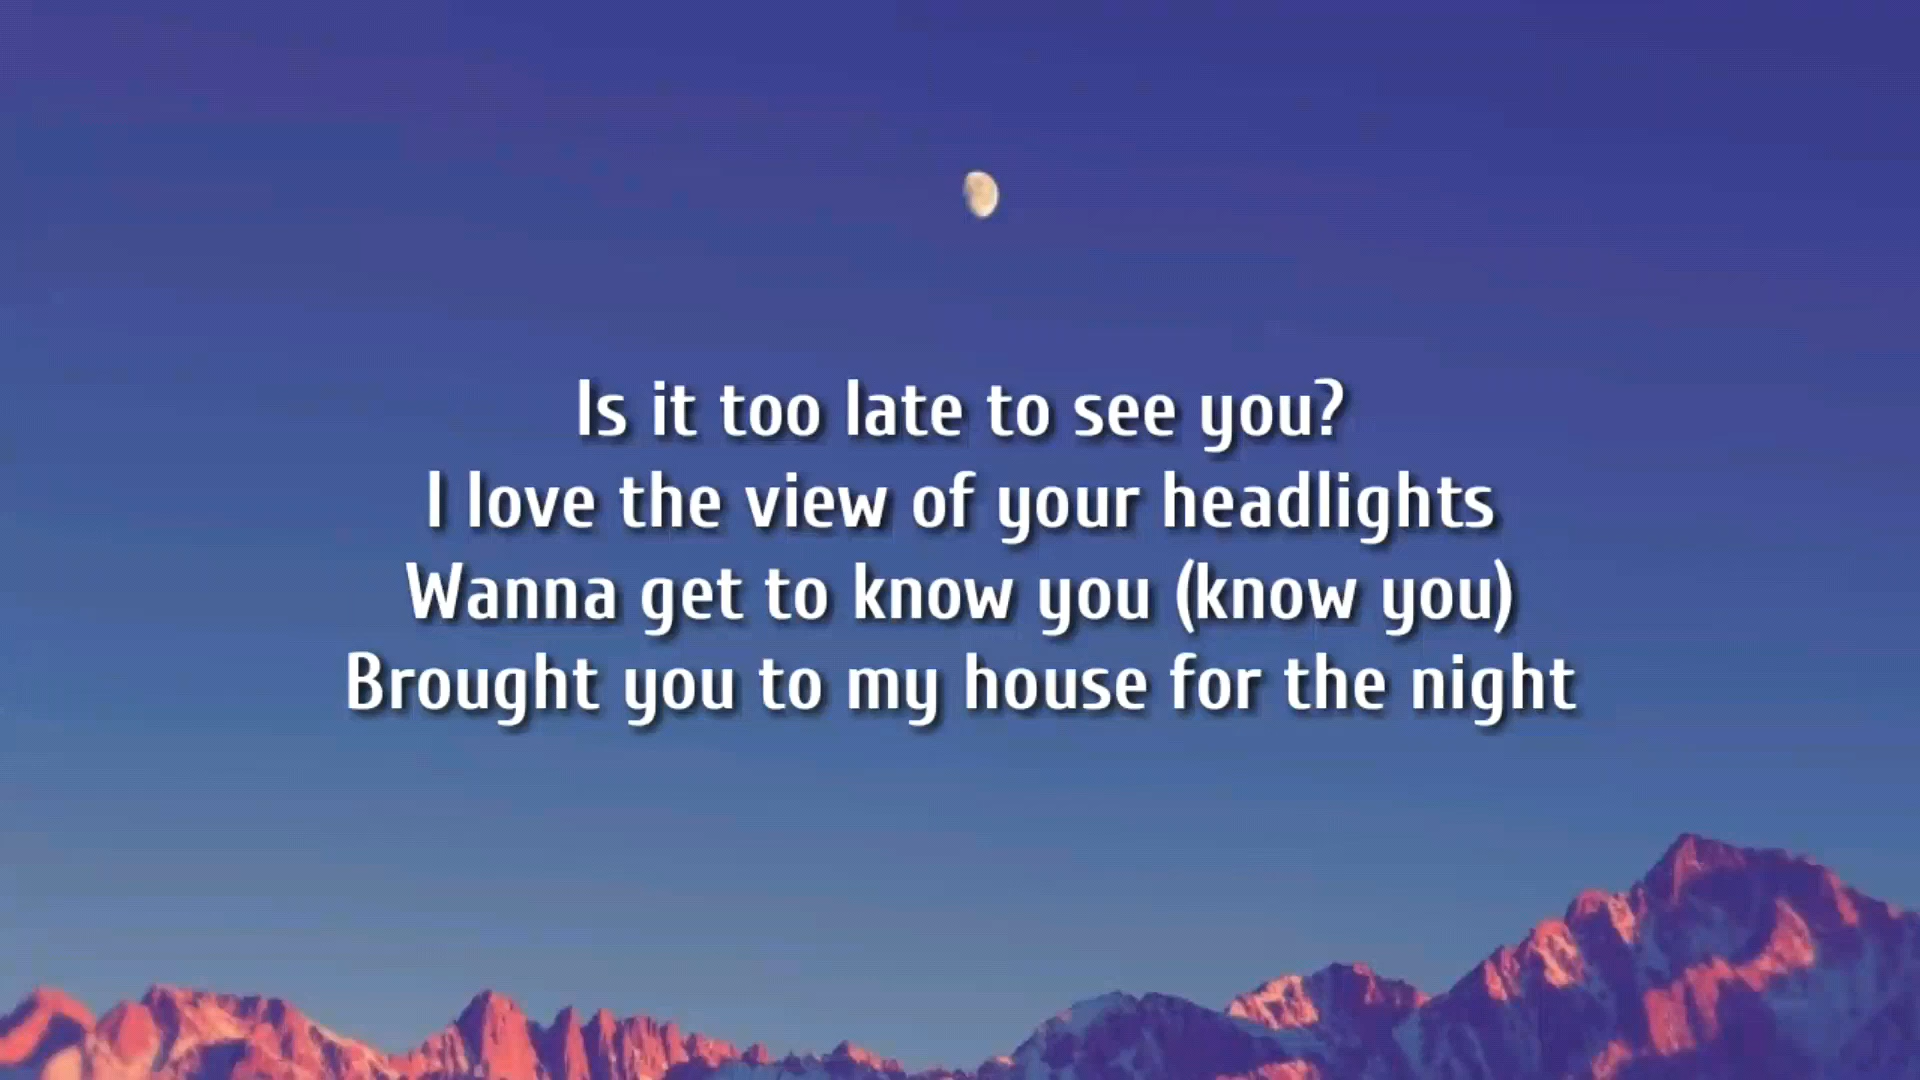 Is it too late to see you?
I love the view of your headlights
Wanna get to know you (know you)
Brought you to my house for the night